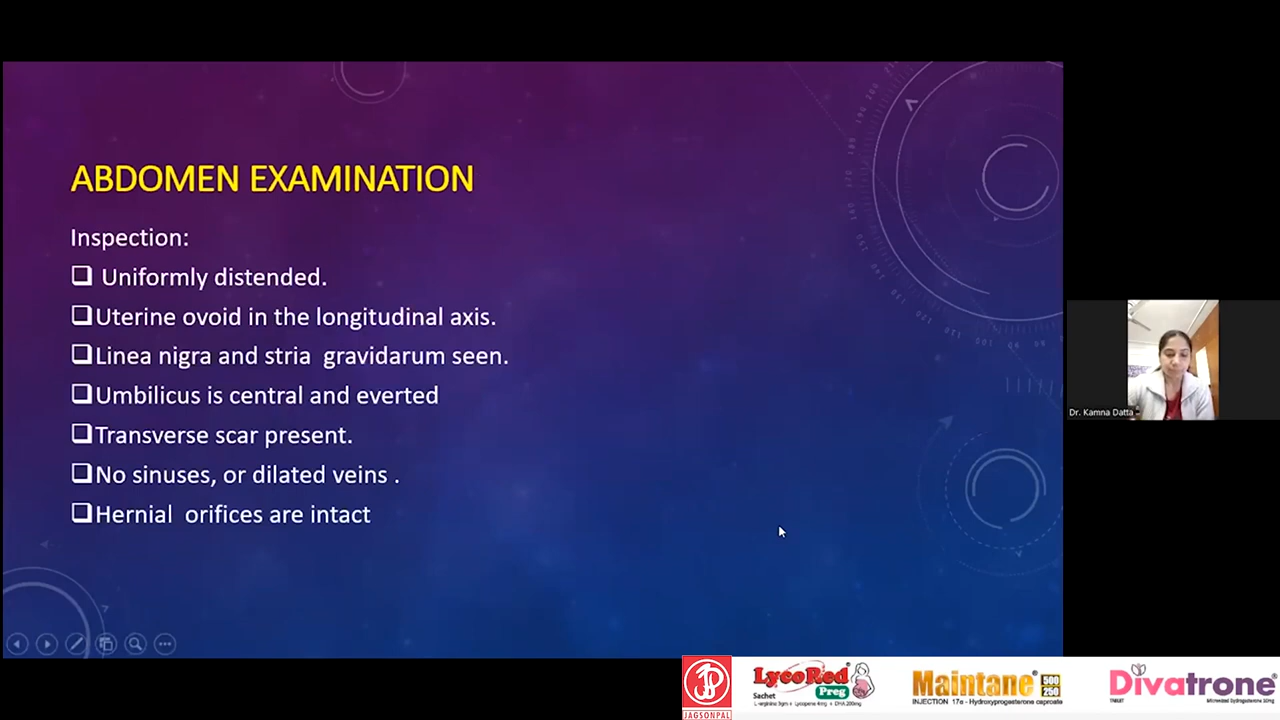 ABDOMEN EXAMINATION
Inspection:
Uniformly distended.
Uterine ovoid in the longitudinal axis.
Linea nigra and stria gravidarum seen.
Umbilicus is central and everted
Transverse scar present.
No sinuses, or dilated veins .
Hernial orifices are intact
Dr. Kamna Datta
JAGSONPAL
LycoRed
Preg
Sachet
L-arginine 3gm + Lycopene 4mg + DHA 200mg
Maintane 500 250
INJECTION 17α - Hydroxyprogesterone caproate
Divatrone
TABLET
Micronized Dydrogesterone 10mg